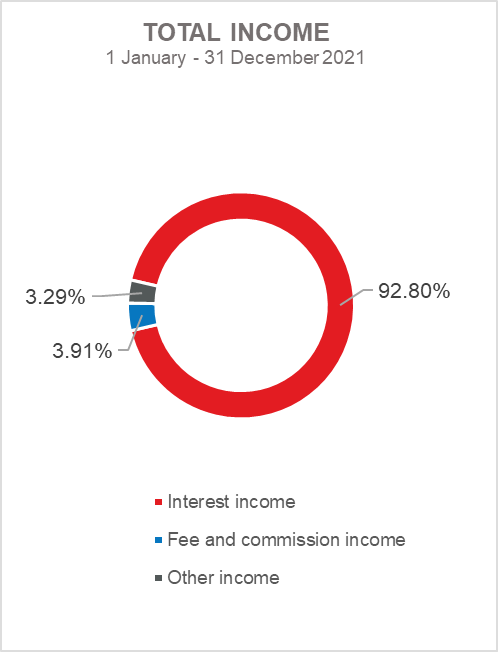 TOTAL INCOME
1 January - 31 December 2021
92.80%
3.29%
3.91%
Interest income
Fee and commission income
Other income